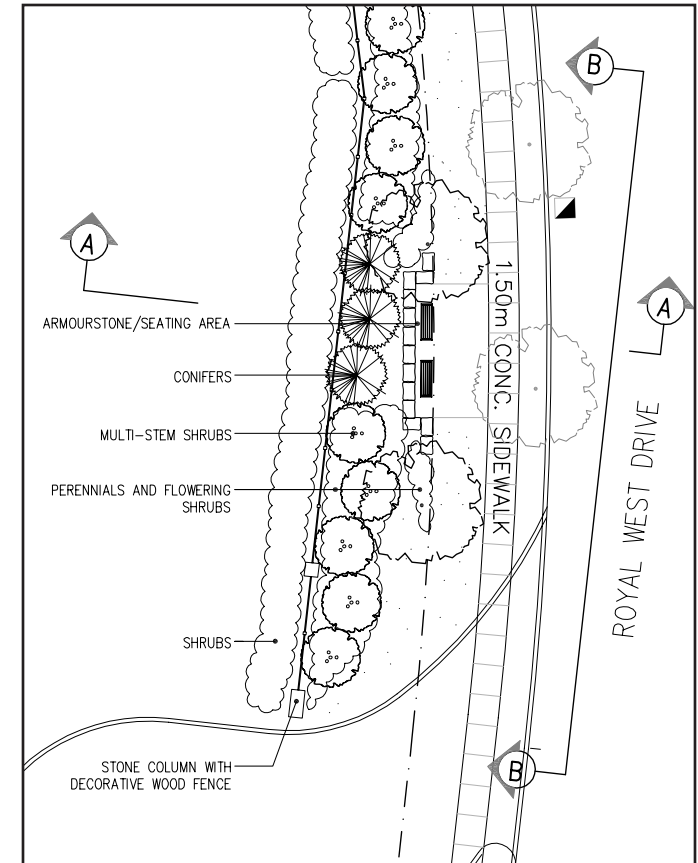 B
A
A
ARMOURSTONE/SEATING AREA
CONIFERS
MULTI-STEM SHRUBS
PERENNIALS AND FLOWERING
SHRUBS
SHRUBS
STONE COLUMN WITH
DECORATIVE WOOD FENCE
1.50m CONC. SIDEWALK
ROYAL WEST DRIVE
B